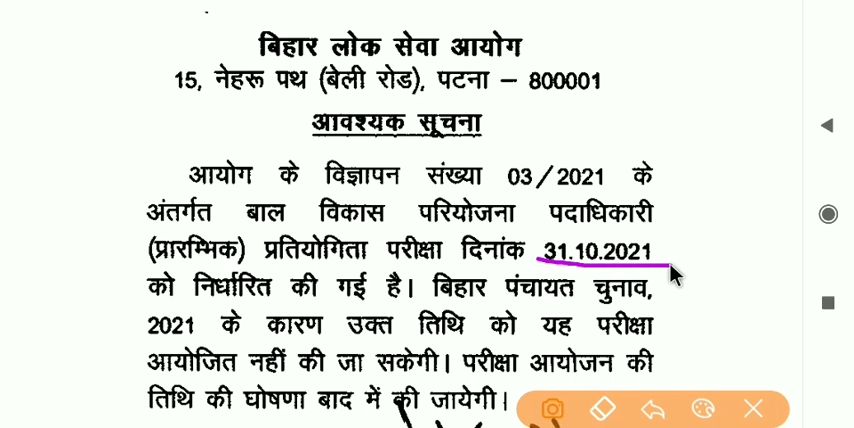 बिहार लोक सेवा आयोग
15, नेहरू पथ (बेली रोड), पटना – 800001
आवश्यक सूचना
आयोग के विज्ञापन संख्या 03/2021 के
अंतर्गत बाल विकास परियोजना पदाधिकारी
(प्रारम्भिक) प्रतियोगिता परीक्षा दिनांक 31.10.2021
को निर्धारित की गई है। बिहार पंचायत चुनाव,
2021 के कारण उक्त तिथि को यह परीक्षा
आयोजित नहीं की जा सकेगी। परीक्षा आयोजन की
तिथि की घोषणा बाद में की जायेगी।